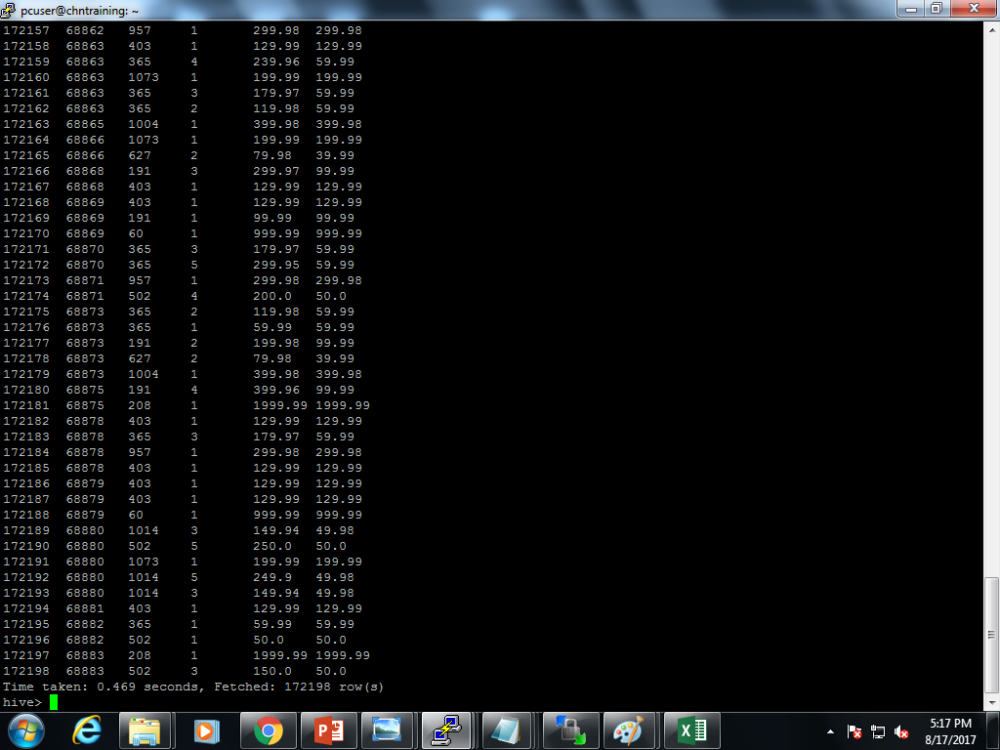 pcuser@chntraining: ~
172157 68862 957 1 299.98 299.98
172158 68863 403 1 129.99 129.99
172159 68863 365 4 239.96 59.99
172160 68863 1073 1 199.99 199.99
172161 68863 365 3 179.97 59.99
172162 68863 365 2 119.98 59.99
172163 68865 1004 1 399.98 399.98
172164 68866 1073 1 199.99 199.99
172165 68866 627 2 79.98 39.99
172166 68868 191 3 299.97 99.99
172167 68868 403 1 129.99 129.99
172168 68869 403 1 129.99 129.99
172169 68869 191 1 99.99 99.99
172170 68869 60 1 999.99 999.99
172171 68870 365 3 179.97 59.99
172172 68870 365 5 299.95 59.99
172173 68871 957 1 299.98 299.98
172174 68871 502 4 200.0 50.0
172175 68873 365 2 119.98 59.99
172176 68873 365 1 59.99 59.99
172177 68873 191 2 199.98 99.99
172178 68873 627 2 79.98 39.99
172179 68873 1004 1 399.98 399.98
172180 68875 191 4 399.96 99.99
172181 68875 208 1 1999.99 1999.99
172182 68878 403 1 129.99 129.99
172183 68878 365 3 179.97 59.99
172184 68878 957 1 299.98 299.98
172185 68878 403 1 129.99 129.99
172186 68879 403 1 129.99 129.99
172187 68879 403 1 129.99 129.99
172188 68879 60 1 999.99 999.99
172189 68880 1014 3 149.94 49.98
172190 68880 502 5 250.0 50.0
172191 68880 1073 1 199.99 199.99
172192 68880 1014 5 249.9 49.98
172193 68880 1014 3 149.94 49.98
172194 68881 403 1 129.99 129.99
172195 68882 365 1 59.99 59.99
172196 68882 502 1 50.0 50.0
172197 68883 208 1 1999.99 1999.99
172198 68883 502 3 150.0 50.0
Time taken: 0.469 seconds, Fetched: 172198 row(s)
hive>
5:17 PM
8/17/2017